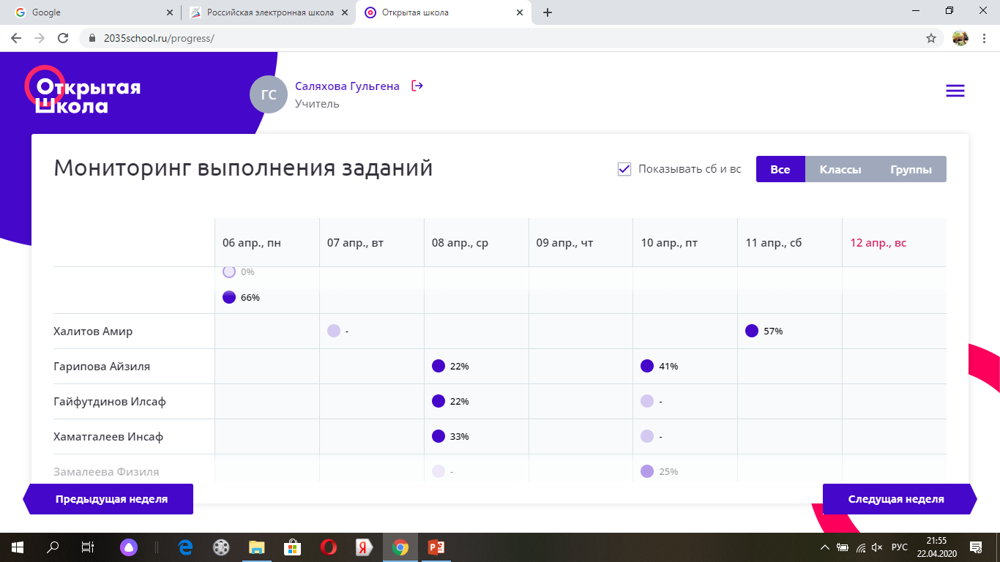 Google
Российская электронная школа
Открытая школа
2035school.ru/progress/
Открытая
Школа
ГС
Саляхова Гульгена
Учитель
Мониторинг выполнения заданий
Показывать сб и вс
Все Классы Группы
06 апр., пн 07 апр., вт 08 апр., ср 09 апр., чт 10 апр., пт 11 апр., сб 12 апр., вс
0%
66%
Халитов Амир - 57%
Гарипова Айзиля 22% 41%
Гайфутдинов Илсаф 22% -
Хаматгалеев Инсаф 33% -
Замалеева Физиля - 25%
Предыдущая неделя
Следущая неделя
РУС
21:55
22.04.2020